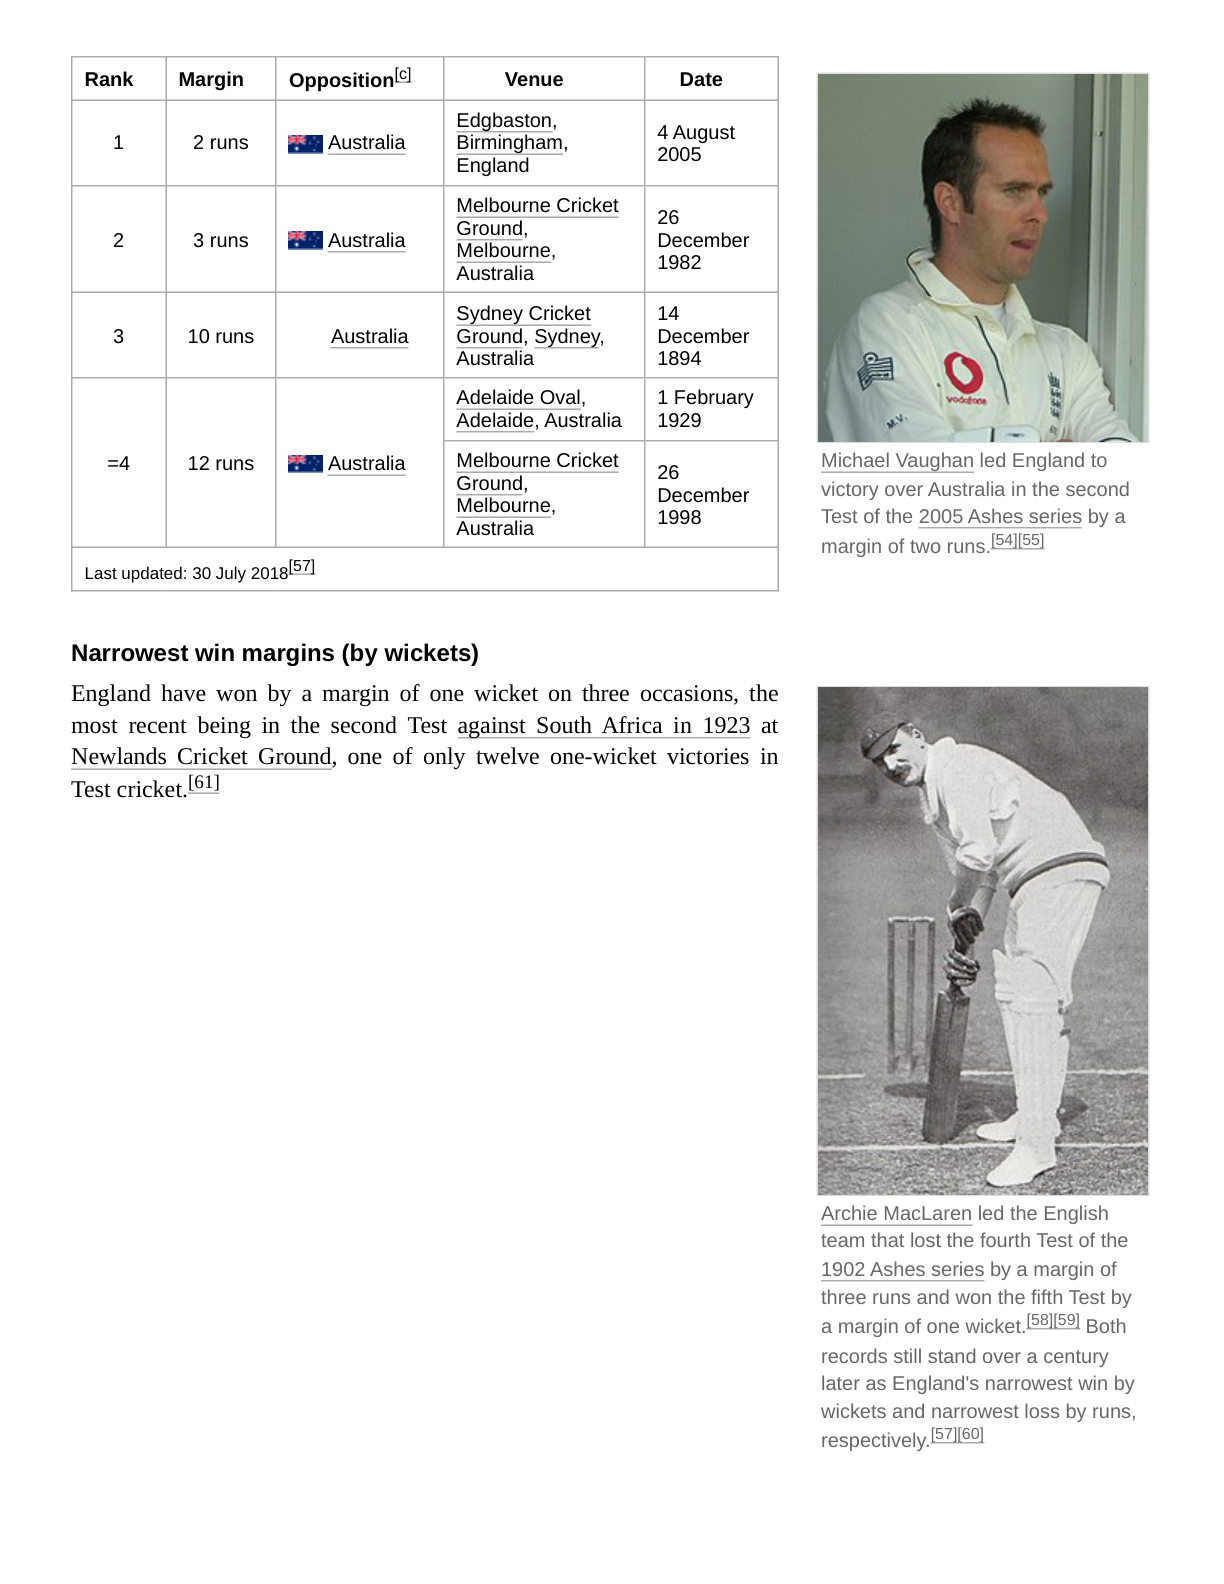 Rank Margin Opposition[c] Venue Date
1 2 runs Australia Edgbaston, Birmingham, England 4 August 2005
2 3 runs Australia Melbourne Cricket Ground, Melbourne, Australia 26 December 1982
3 10 runs Australia Sydney Cricket Ground, Sydney, Australia 14 December 1894
=4 12 runs Australia Adelaide Oval, Adelaide, Australia 1 February 1929
Melbourne Cricket Ground, Melbourne, Australia 26 December 1998
Last updated: 30 July 2018[57]
vodafone
M.V.
Michael Vaughan led England to
victory over Australia in the second
Test of the 2005 Ashes series by a
margin of two runs.[54][55]
Narrowest win margins (by wickets)
England have won by a margin of one wicket on three occasions, the
most recent being in the second Test against South Africa in 1923 at
Newlands Cricket Ground, one of only twelve one-wicket victories in
Test cricket.[61]
Archie MacLaren led the English
team that lost the fourth Test of the
1902 Ashes series by a margin of
three runs and won the fifth Test by
a margin of one wicket.[58][59] Both
records still stand over a century
later as England's narrowest win by
wickets and narrowest loss by runs,
respectively.[57][60]